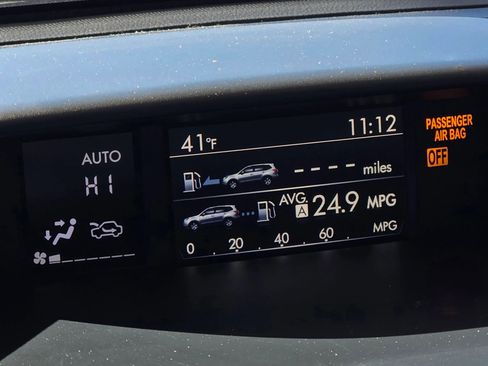 AUTO
HI
41°F 11:12
---- miles
AVG. A 24.9 MPG
0 20 40 60 MPG
PASSENGER
AIR BAG
OFF